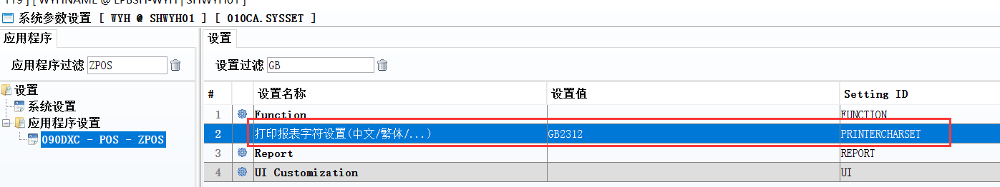 系统参数设置 [ WYH @ SHWYH01 ] [ 010CA.SYSSET ]
应用程序
设置
应用程序过滤 ZPOS
设置过滤 GB
设置
系统设置
应用程序设置
090DXC - POS - ZPOS
# 设置名称 设置值 Setting ID
1 Function FUNCTION
2 打印报表字符设置(中文/繁体/...) GB2312 PRINTERCHARSET
3 Report REPORT
4 UI Customization UI